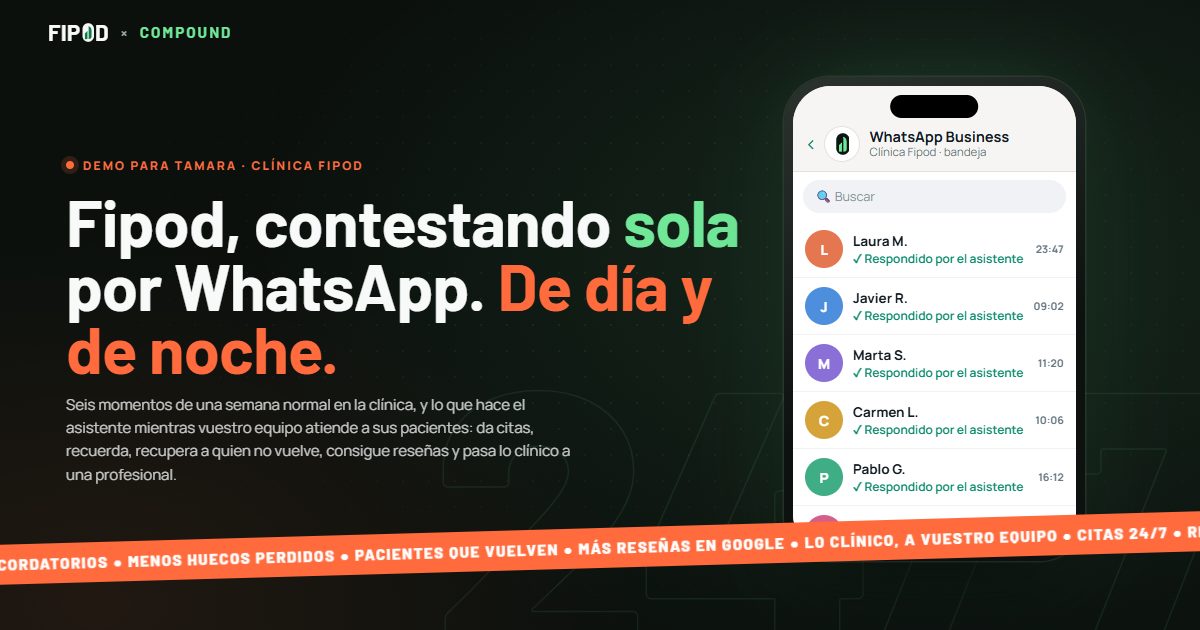 FIPOD × COMPOUND
DEMO PARA TAMARA · CLÍNICA FIPOD
Fipod, contestando sola
por WhatsApp. De día y
de noche.
Seis momentos de una semana normal en la clínica, y lo que hace el
asistente mientras vuestro equipo atiende a sus pacientes: da citas,
recuerda, recupera a quien no vuelve, consigue reseñas y pasa lo clínico a
una profesional.
24/7
WhatsApp Business
Clínica Fipod · bandeja
Buscar
L
Laura M.
23:47
✓ Respondido por el asistente
J
Javier R.
09:02
✓ Respondido por el asistente
M
Marta S.
11:20
✓ Respondido por el asistente
C
Carmen L.
10:06
✓ Respondido por el asistente
P
Pablo G.
16:12
✓ Respondido por el asistente
● MENOS HUECOS PERDIDOS ● PACIENTES QUE VUELVEN ● MÁS RESEÑAS EN GOOGLE ● LO CLÍNICO, A VUESTRO EQUIPO ● CITAS 24/7 ●